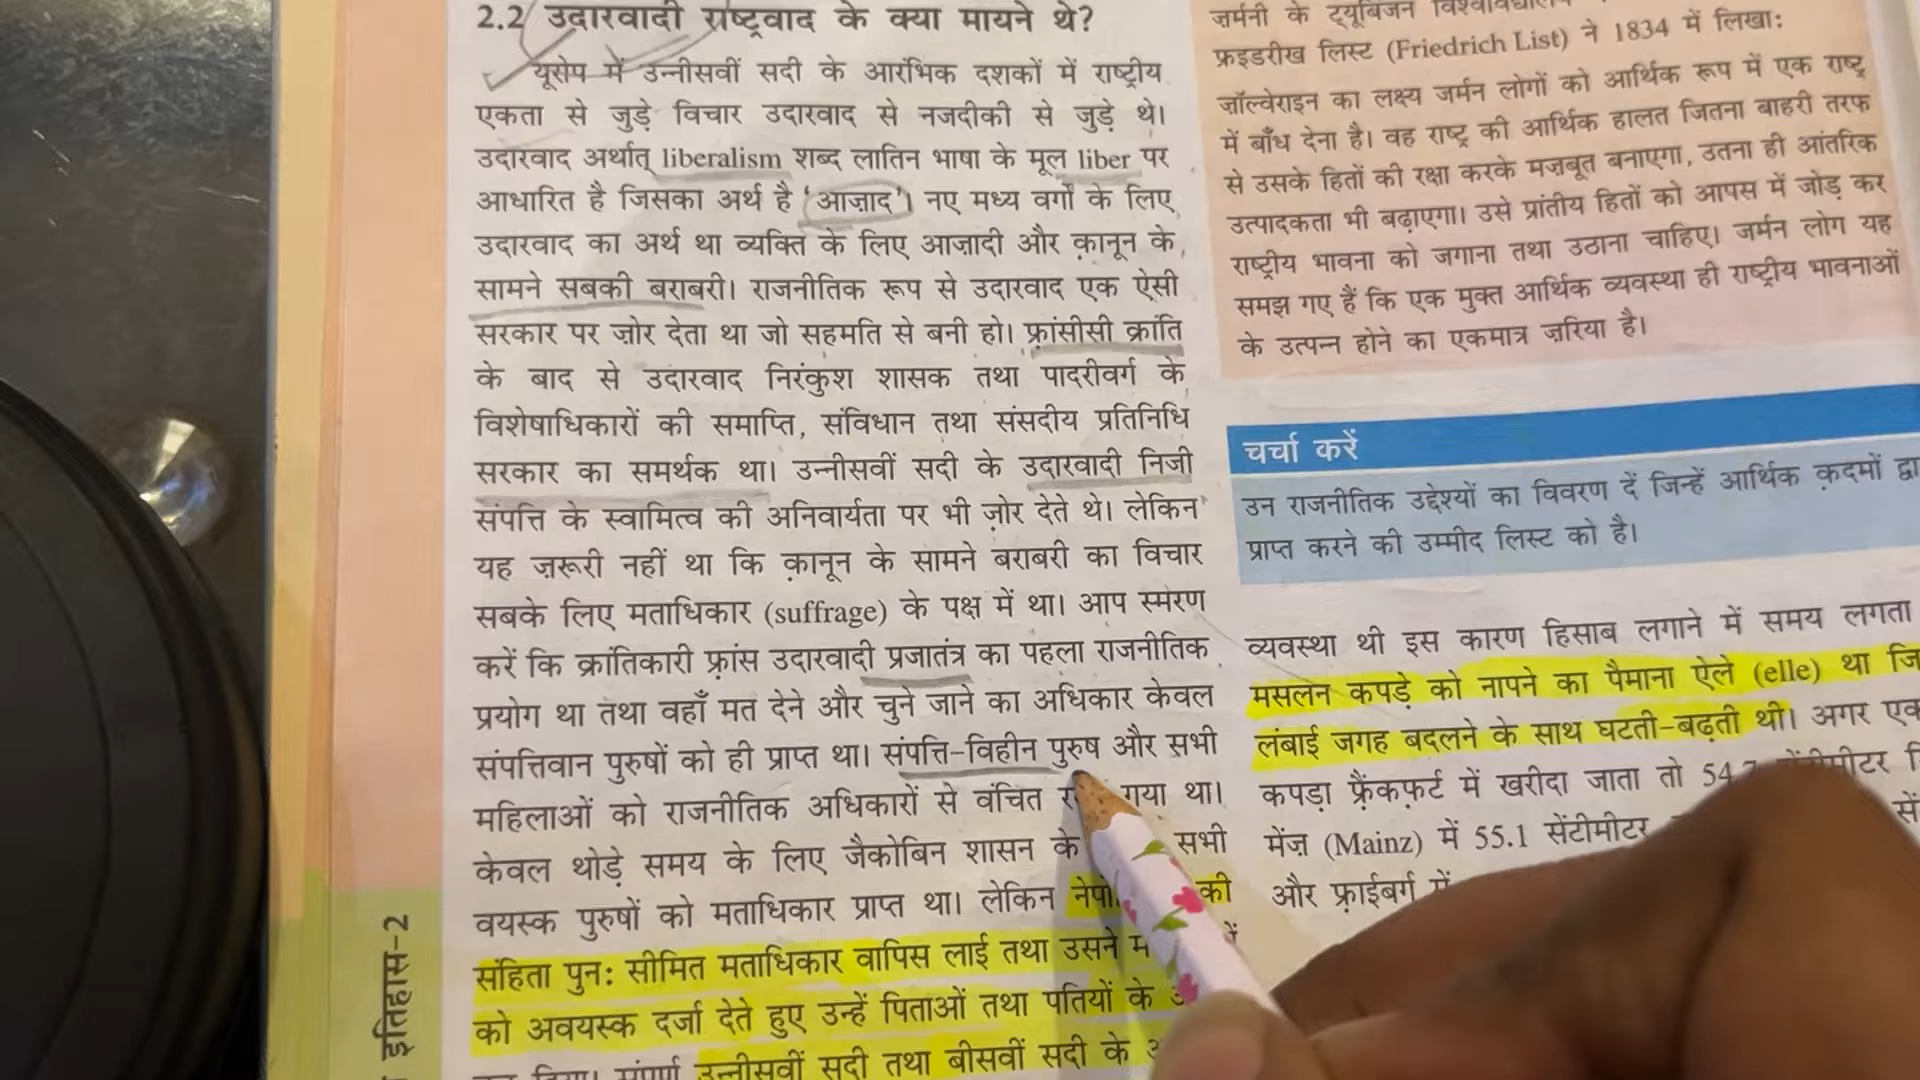 2.2 उदारवादी राष्ट्रवाद के क्या मायने थे?
यूरोप में उन्नीसवीं सदी के आरंभिक दशकों में राष्ट्रीय
एकता से जुड़े विचार उदारवाद से नजदीकी से जुड़े थे।
उदारवाद अर्थात् liberalism शब्द लातिन भाषा के मूल liber पर
आधारित है जिसका अर्थ है 'आज़ाद'। नए मध्य वर्गों के लिए
उदारवाद का अर्थ था व्यक्ति के लिए आज़ादी और क़ानून के
सामने सबकी बराबरी। राजनीतिक रूप से उदारवाद एक ऐसी
सरकार पर ज़ोर देता था जो सहमति से बनी हो। फ़्रांसीसी क्रांति
के बाद से उदारवाद निरंकुश शासक तथा पादरीवर्ग के
विशेषाधिकारों की समाप्ति, संविधान तथा संसदीय प्रतिनिधि
सरकार का समर्थक था। उन्नीसवीं सदी के उदारवादी निजी
संपत्ति के स्वामित्व की अनिवार्यता पर भी ज़ोर देते थे। लेकिन
यह ज़रूरी नहीं था कि क़ानून के सामने बराबरी का विचार
सबके लिए मताधिकार (suffrage) के पक्ष में था। आप स्मरण
करें कि क्रांतिकारी फ़्रांस उदारवादी प्रजातंत्र का पहला राजनीतिक
प्रयोग था तथा वहाँ मत देने और चुने जाने का अधिकार केवल
संपत्तिवान पुरुषों को ही प्राप्त था। संपत्ति-विहीन पुरुष और सभी
महिलाओं को राजनीतिक अधिकारों से वंचित गया था।
केवल थोड़े समय के लिए जैकोबिन शासन के सभी
वयस्क पुरुषों को मताधिकार प्राप्त था। लेकिन की
संहिता पुनः सीमित मताधिकार वापिस लाई तथा उसने
को अवयस्क दर्जा देते हुए उन्हें पिताओं तथा पतियों के
उन्नीसवीं सदी तथा बीसवीं सदी के
जर्मनी के ट्यूबिंजन
फ्रइडरीख लिस्ट (Friedrich List) ने 1834 में लिखा:
ज़ॉल्वेराइन का लक्ष्य जर्मन लोगों को आर्थिक रूप में एक राष्ट्र
में बाँध देना है। वह राष्ट्र की आर्थिक हालत जितना बाहरी तरफ
से उसके हितों की रक्षा करके मज़बूत बनाएगा, उतना ही आंतरिक
उत्पादकता भी बढ़ाएगा। उसे प्रांतीय हितों को आपस में जोड़ कर
राष्ट्रीय भावना को जगाना तथा उठाना चाहिए। जर्मन लोग यह
समझ गए हैं कि एक मुक्त आर्थिक व्यवस्था ही राष्ट्रीय भावनाओं
के उत्पन्न होने का एकमात्र ज़रिया है।
चर्चा करें
उन राजनीतिक उद्देश्यों का विवरण दें जिन्हें आर्थिक क़दमों द्वा
प्राप्त करने की उम्मीद लिस्ट को है।
व्यवस्था थी इस कारण हिसाब लगाने में समय लगता
मसलन कपड़े को नापने का पैमाना ऐले (elle) था जि
लंबाई जगह बदलने के साथ घटती-बढ़ती थी। अगर एक
कपड़ा फ्रैंकफ़र्ट में खरीदा जाता तो
मेंज़ (Mainz) में 55.1 सेंटीमीटर
और फ़्राईबर्ग में
इतिहास-2